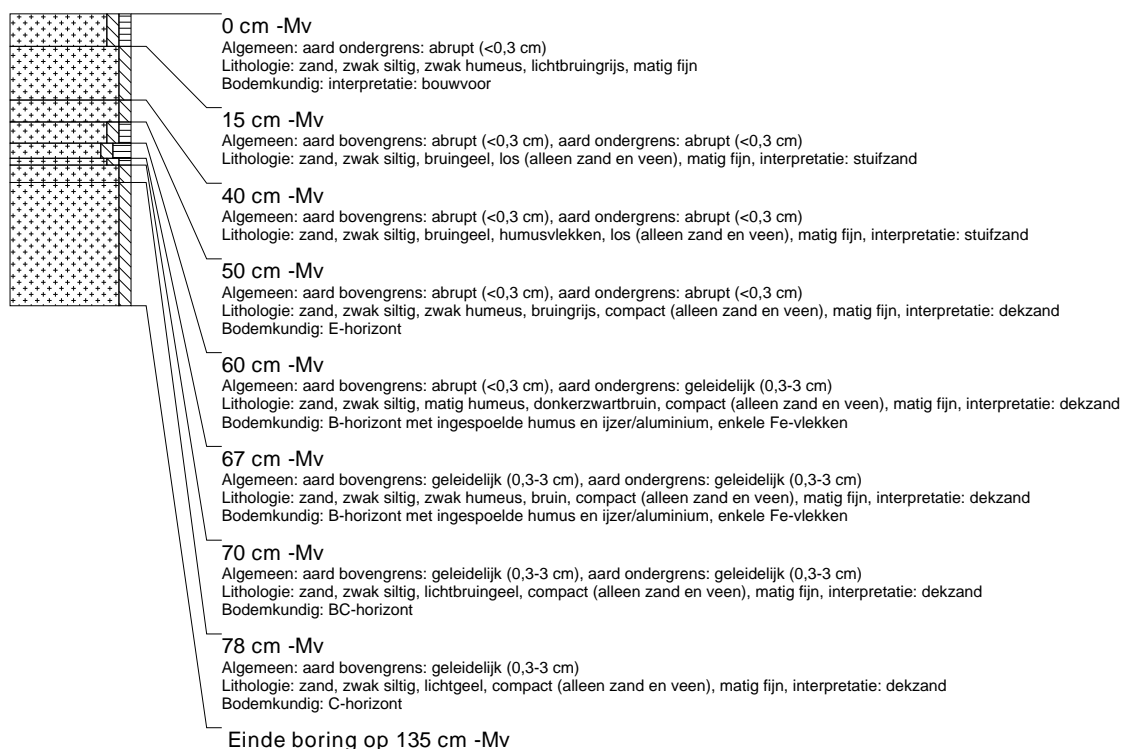 0 cm -Mv
Algemeen: aard ondergrens: abrupt (<0,3 cm)
Lithologie: zand, zwak siltig, zwak humeus, lichtbruingrijs, matig fijn
Bodemkundig: interpretatie: bouwvoor
15 cm -Mv
Algemeen: aard bovengrens: abrupt (<0,3 cm), aard ondergrens: abrupt (<0,3 cm)
Lithologie: zand, zwak siltig, bruingeel, los (alleen zand en veen), matig fijn, interpretatie: stuifzand
40 cm -Mv
Algemeen: aard bovengrens: abrupt (<0,3 cm), aard ondergrens: abrupt (<0,3 cm)
Lithologie: zand, zwak siltig, bruingeel, humusvlekken, los (alleen zand en veen), matig fijn, interpretatie: stuifzand
50 cm -Mv
Algemeen: aard bovengrens: abrupt (<0,3 cm), aard ondergrens: abrupt (<0,3 cm)
Lithologie: zand, zwak siltig, zwak humeus, bruingrijs, compact (alleen zand en veen), matig fijn, interpretatie: dekzand
Bodemkundig: E-horizont
60 cm -Mv
Algemeen: aard bovengrens: abrupt (<0,3 cm), aard ondergrens: geleidelijk (0,3-3 cm)
Lithologie: zand, zwak siltig, matig humeus, donkerzwartbruin, compact (alleen zand en veen), matig fijn, interpretatie: dekzand
Bodemkundig: B-horizont met ingespoelde humus en ijzer/aluminium, enkele Fe-vlekken
67 cm -Mv
Algemeen: aard bovengrens: geleidelijk (0,3-3 cm), aard ondergrens: geleidelijk (0,3-3 cm)
Lithologie: zand, zwak siltig, zwak humeus, bruin, compact (alleen zand en veen), matig fijn, interpretatie: dekzand
Bodemkundig: B-horizont met ingespoelde humus en ijzer/aluminium, enkele Fe-vlekken
70 cm -Mv
Algemeen: aard bovengrens: geleidelijk (0,3-3 cm), aard ondergrens: geleidelijk (0,3-3 cm)
Lithologie: zand, zwak siltig, lichtbruingeel, compact (alleen zand en veen), matig fijn, interpretatie: dekzand
Bodemkundig: BC-horizont
78 cm -Mv
Algemeen: aard bovengrens: geleidelijk (0,3-3 cm)
Lithologie: zand, zwak siltig, lichtgeel, compact (alleen zand en veen), matig fijn, interpretatie: dekzand
Bodemkundig: C-horizont
Einde boring op 135 cm -Mv